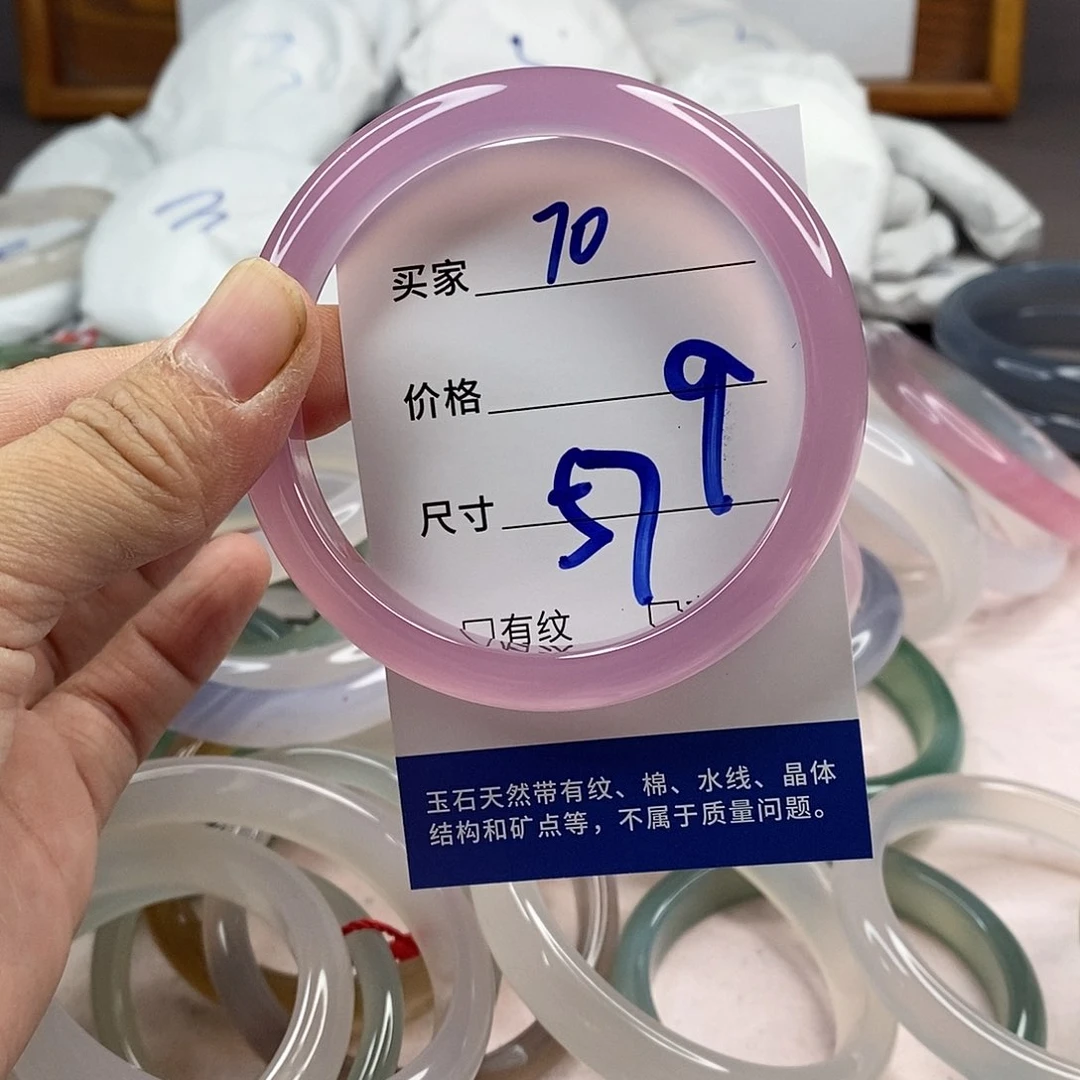 买家 70
价格 9
尺寸 57
有纹
玉石天然带有纹、棉、水线、晶体
结构和矿点等，不属于质量问题。